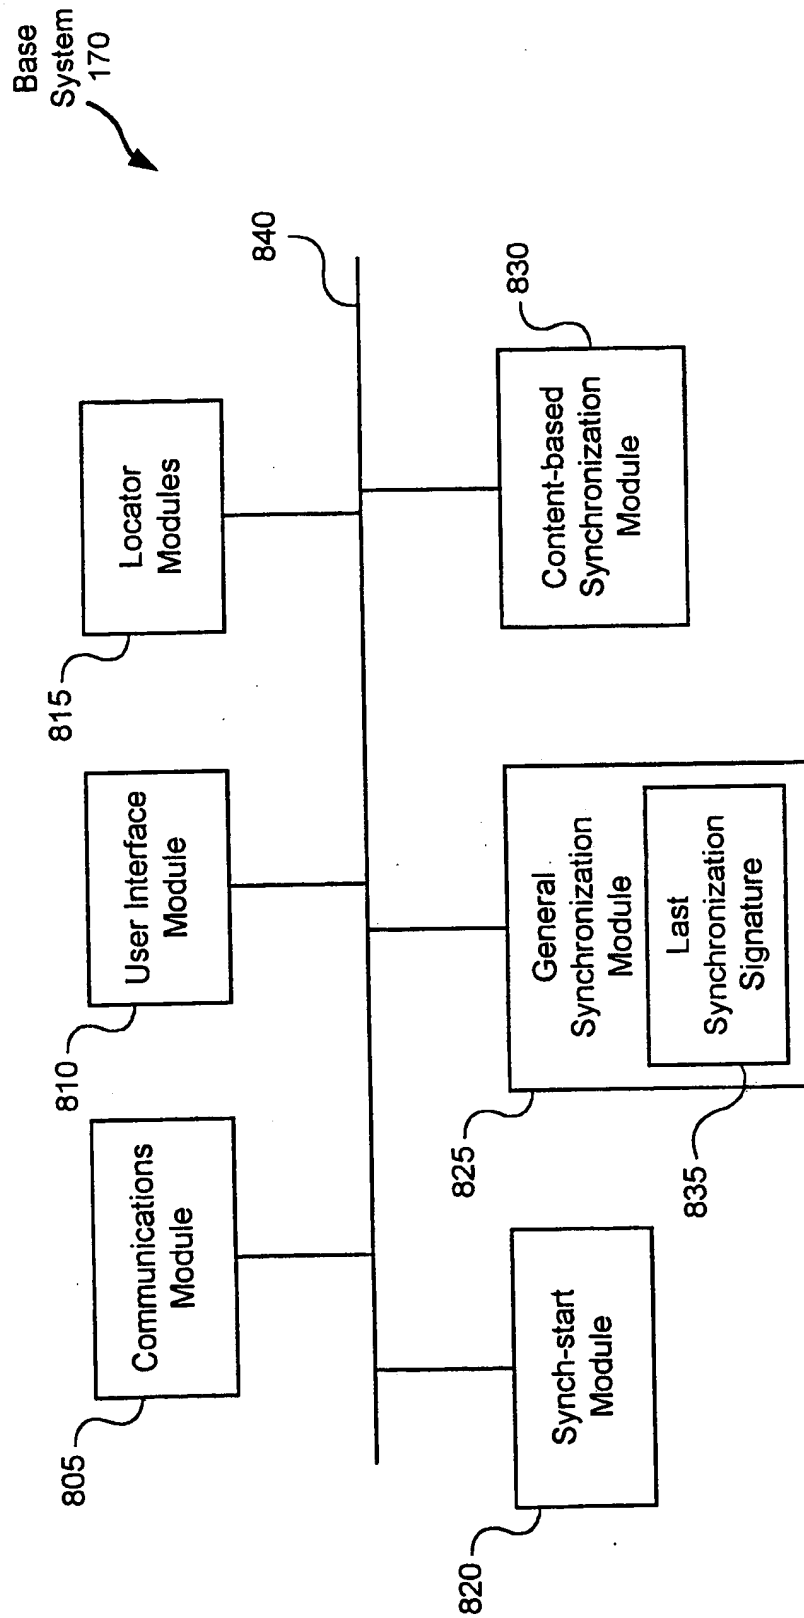 Base
System
170
805
Communications
Module
810
User Interface
Module
815
Locator
Modules
840
820
Synch-start
Module
825
General
Synchronization
Module
835
Last
Synchronization
Signature
830
Content-based
Synchronization
Module